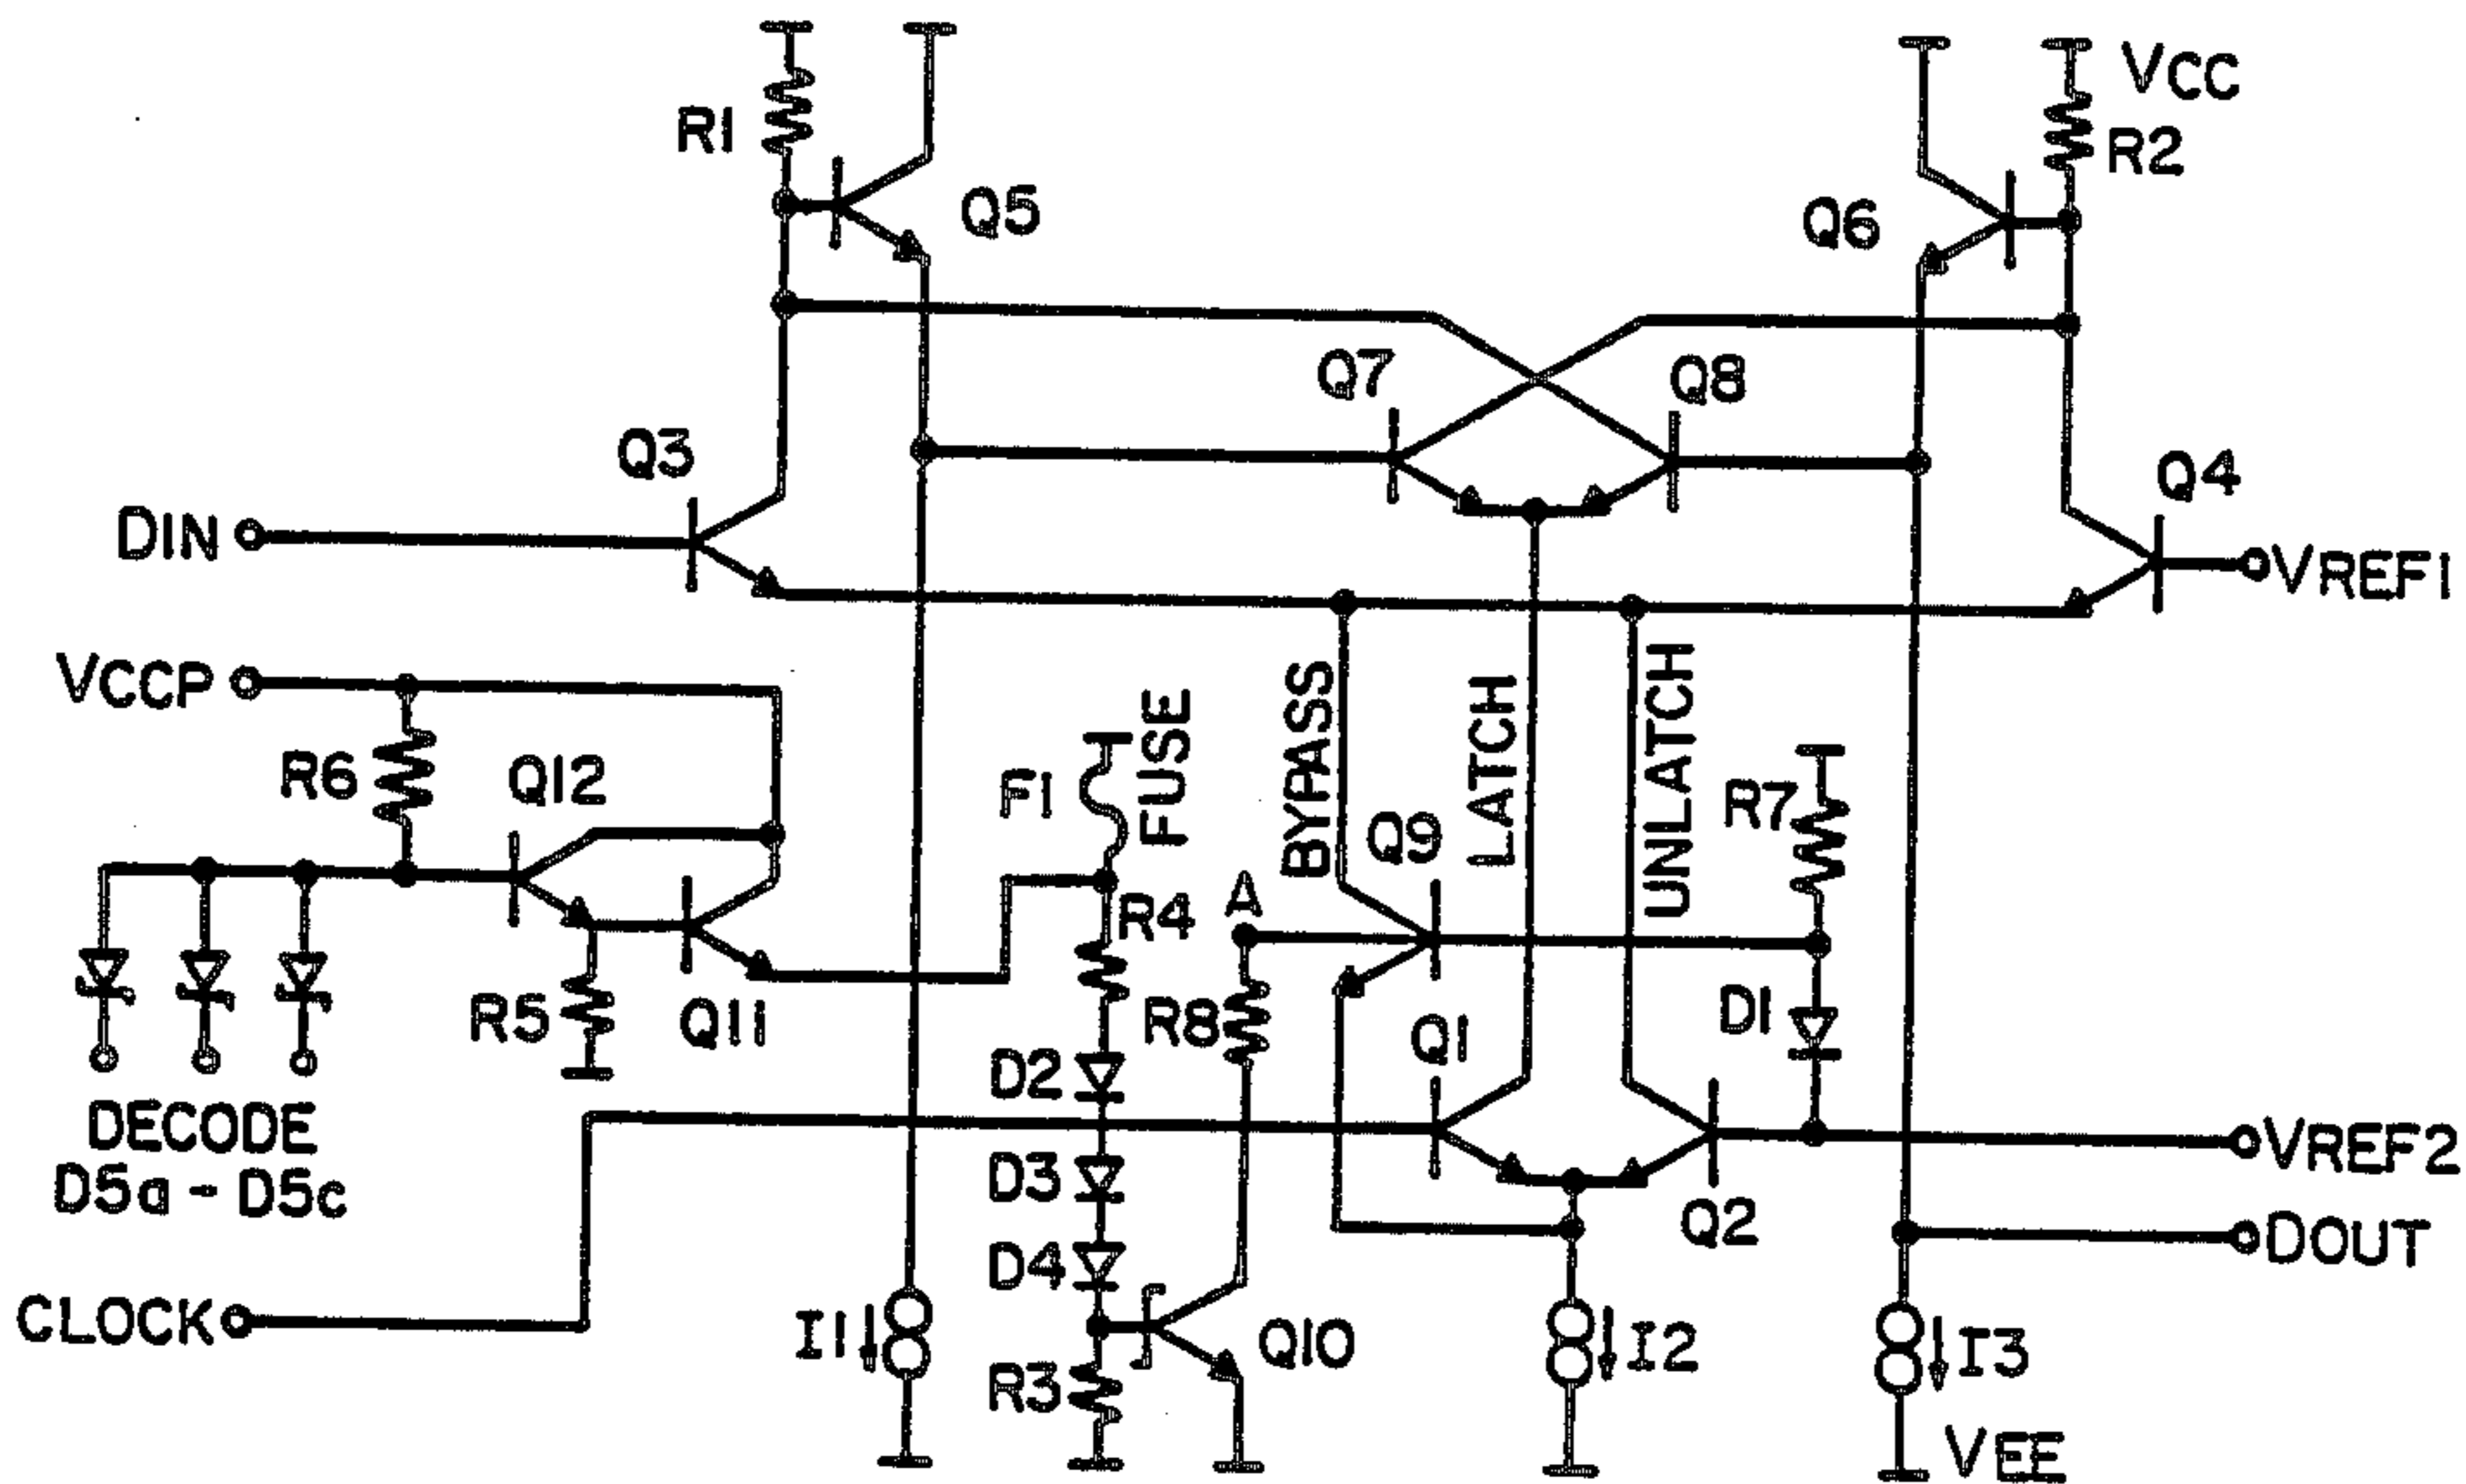 VCC
R1
R2
Q5
Q6
Q7
Q8
Q3
Q4
DIN
VREF1
VCCP
BYPASS
LATCH
UNLATCH
FUSE
F1
R6
Q12
R7
Q9
A
R4
R5
Q11
R8
D1
Q1
D2
DECODE
D5a - D5c
VREF2
D3
Q2
DOUT
D4
CLOCK
I1
Q10
I2
I3
R3
VEE